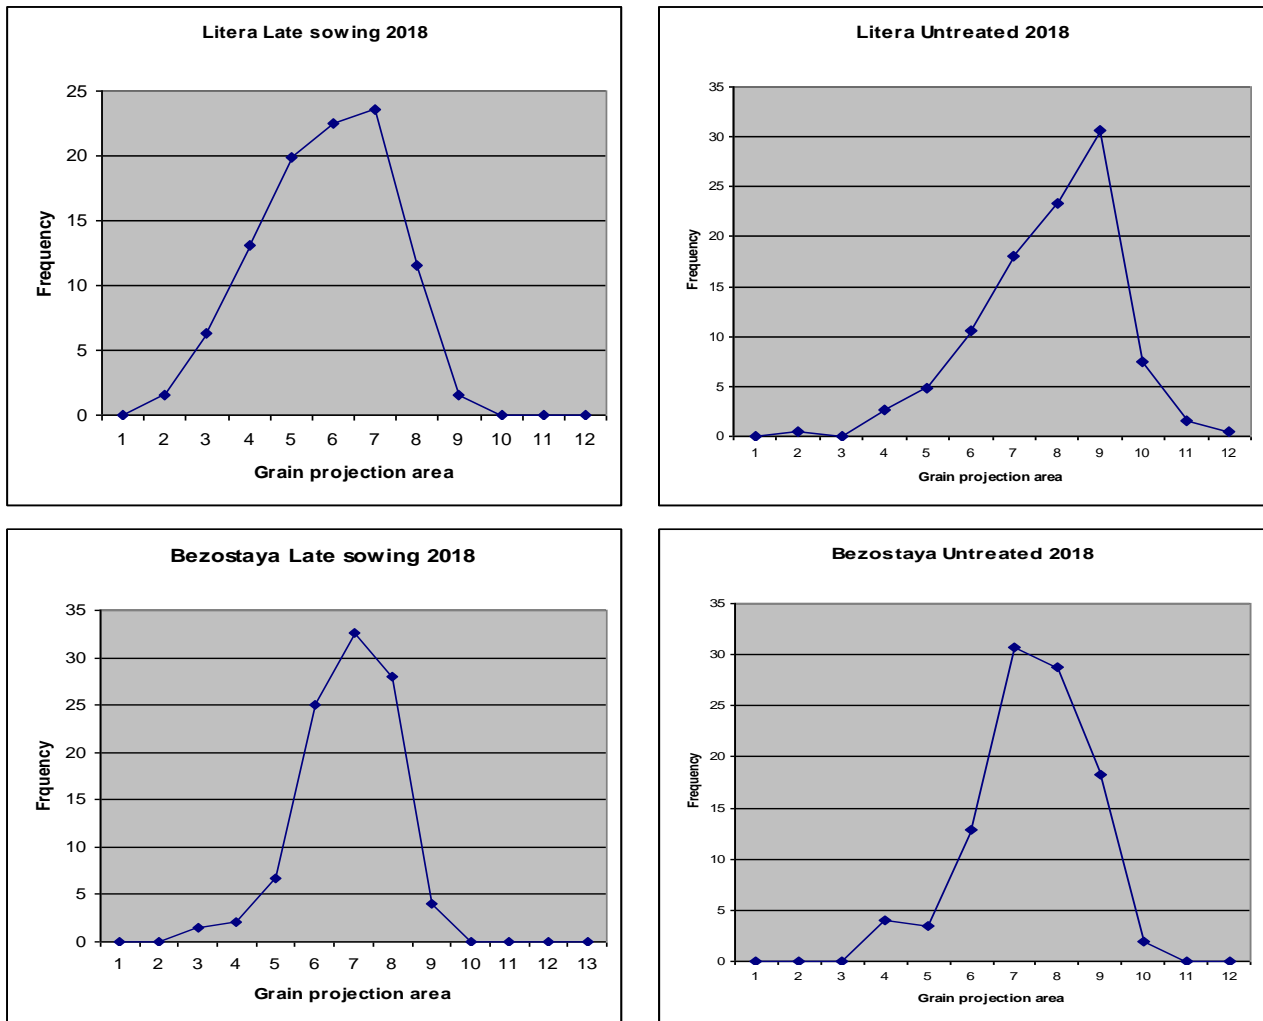 Litera Late sowing 2018
25
20
15
10
5
0
Frequency
1 2 3 4 5 6 7 8 9 10 11 12
Grain projection area
Litera Untreated 2018
35
30
25
20
15
10
5
0
Frequency
1 2 3 4 5 6 7 8 9 10 11 12
Grain projection area
Bezostaya Late sowing 2018
35
30
25
20
15
10
5
0
Frquency
1 2 3 4 5 6 7 8 9 10 11 12 13
Grain projection area
Bezostaya Untreated 2018
35
30
25
20
15
10
5
0
Frequency
1 2 3 4 5 6 7 8 9 10 11 12
Grain projection area